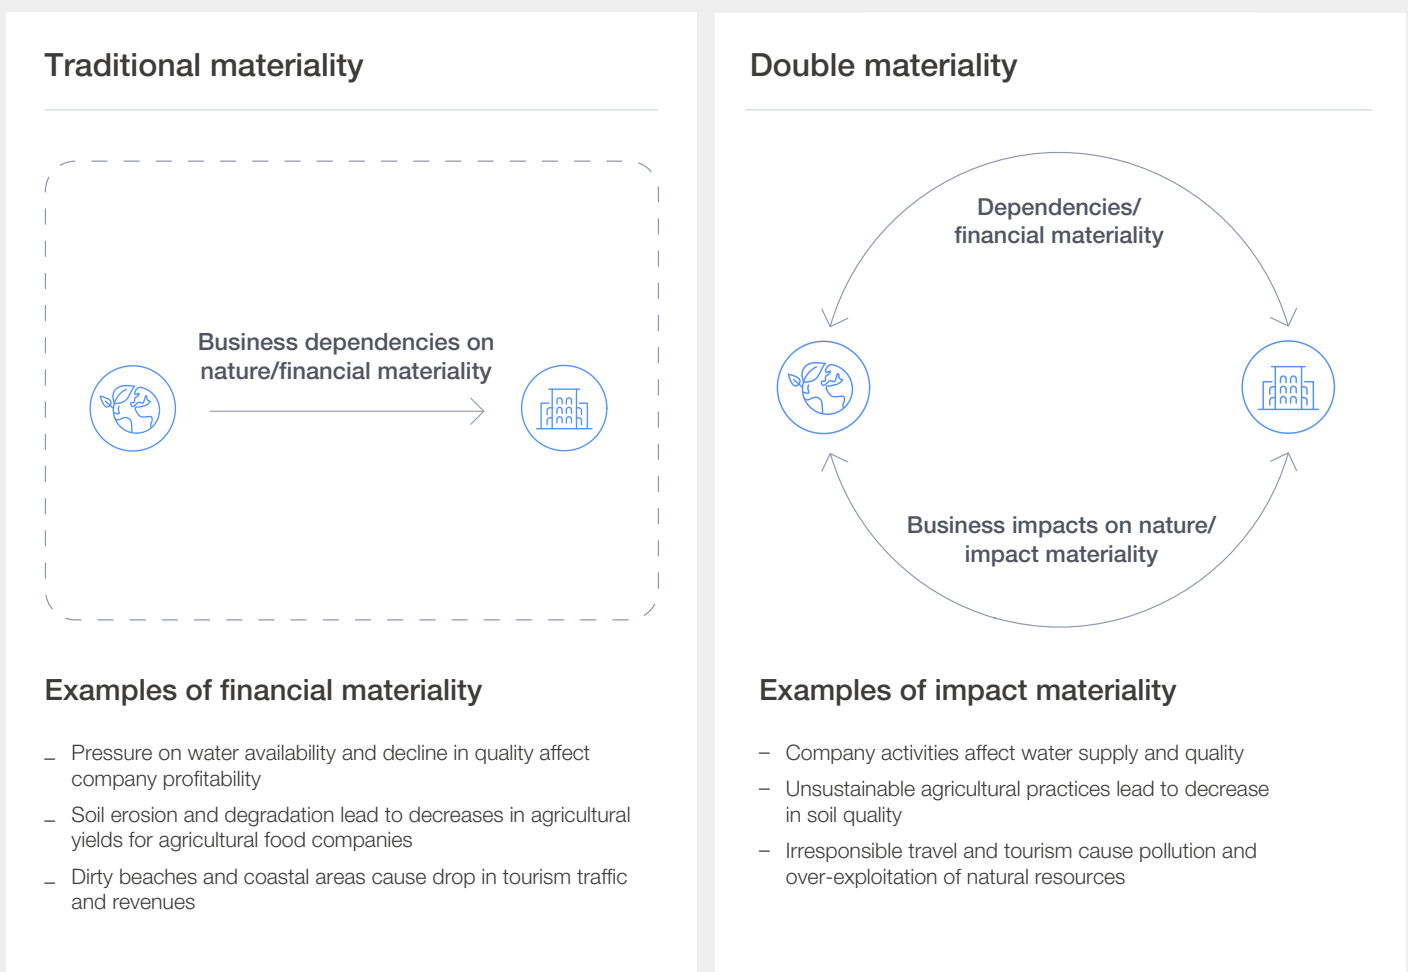 Traditional materiality
Business dependencies on
nature/financial materiality
Examples of financial materiality
– Pressure on water availability and decline in quality affect
company profitability
– Soil erosion and degradation lead to decreases in agricultural
yields for agricultural food companies
– Dirty beaches and coastal areas cause drop in tourism traffic
and revenues
Double materiality
Dependencies/
financial materiality
Business impacts on nature/
impact materiality
Examples of impact materiality
– Company activities affect water supply and quality
– Unsustainable agricultural practices lead to decrease
in soil quality
– Irresponsible travel and tourism cause pollution and
over-exploitation of natural resources